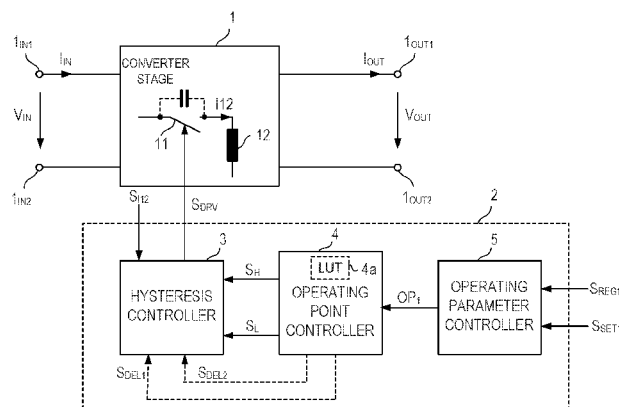 1
1IN1
IIN
CONVERTER
STAGE
IOUT
1OUT1
i12
VIN
11
12
VOUT
1IN2
1OUT2
SI12
SDRV
2
3
4
5
LUT
4a
HYSTERESIS
CONTROLLER
SH
OPERATING
POINT
CONTROLLER
OP1
OPERATING
PARAMETER
CONTROLLER
SREG1
SL
SSET1
SDEL1
SDEL2